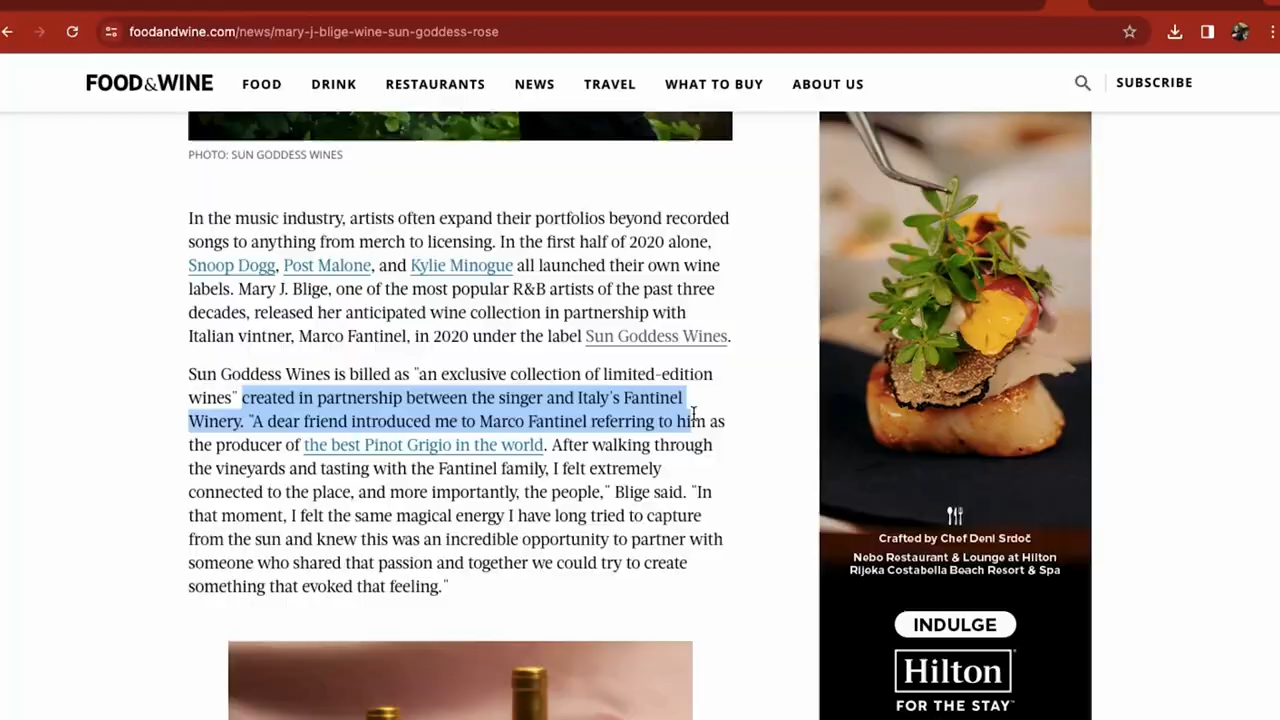 foodandwine.com/news/mary-j-blige-wine-sun-goddess-rose
FOOD&WINE FOOD DRINK RESTAURANTS NEWS TRAVEL WHAT TO BUY ABOUT US SUBSCRIBE
PHOTO: SUN GODDESS WINES
In the music industry, artists often expand their portfolios beyond recorded
songs to anything from merch to licensing. In the first half of 2020 alone,
Snoop Dogg, Post Malone, and Kylie Minogue all launched their own wine
labels. Mary J. Blige, one of the most popular R&B artists of the past three
decades, released her anticipated wine collection in partnership with
Italian vintner, Marco Fantinel, in 2020 under the label Sun Goddess Wines.
Sun Goddess Wines is billed as "an exclusive collection of limited-edition
wines" created in partnership between the singer and Italy's Fantinel
Winery. "A dear friend introduced me to Marco Fantinel referring to him as
the producer of the best Pinot Grigio in the world. After walking through
the vineyards and tasting with the Fantinel family, I felt extremely
connected to the place, and more importantly, the people," Blige said. "In
that moment, I felt the same magical energy I have long tried to capture
from the sun and knew this was an incredible opportunity to partner with
someone who shared that passion and together we could try to create
something that evoked that feeling."
Crafted by Chef Deni Srdoč
Nebo Restaurant & Lounge at Hilton
Rijeka Costabella Beach Resort & Spa
INDULGE
Hilton
FOR THE STAY™